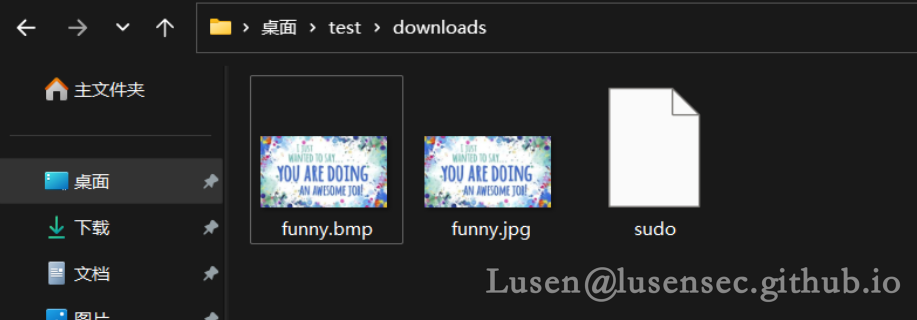 桌面 test downloads
主文件夹
桌面
下载
文档
图片
I JUST
WANTED TO SAY...
YOU ARE DOING
AN AWESOME JOB!
funny.bmp
I JUST
WANTED TO SAY...
YOU ARE DOING
AN AWESOME JOB!
funny.jpg
sudo
Lusen@lusensec.github.io